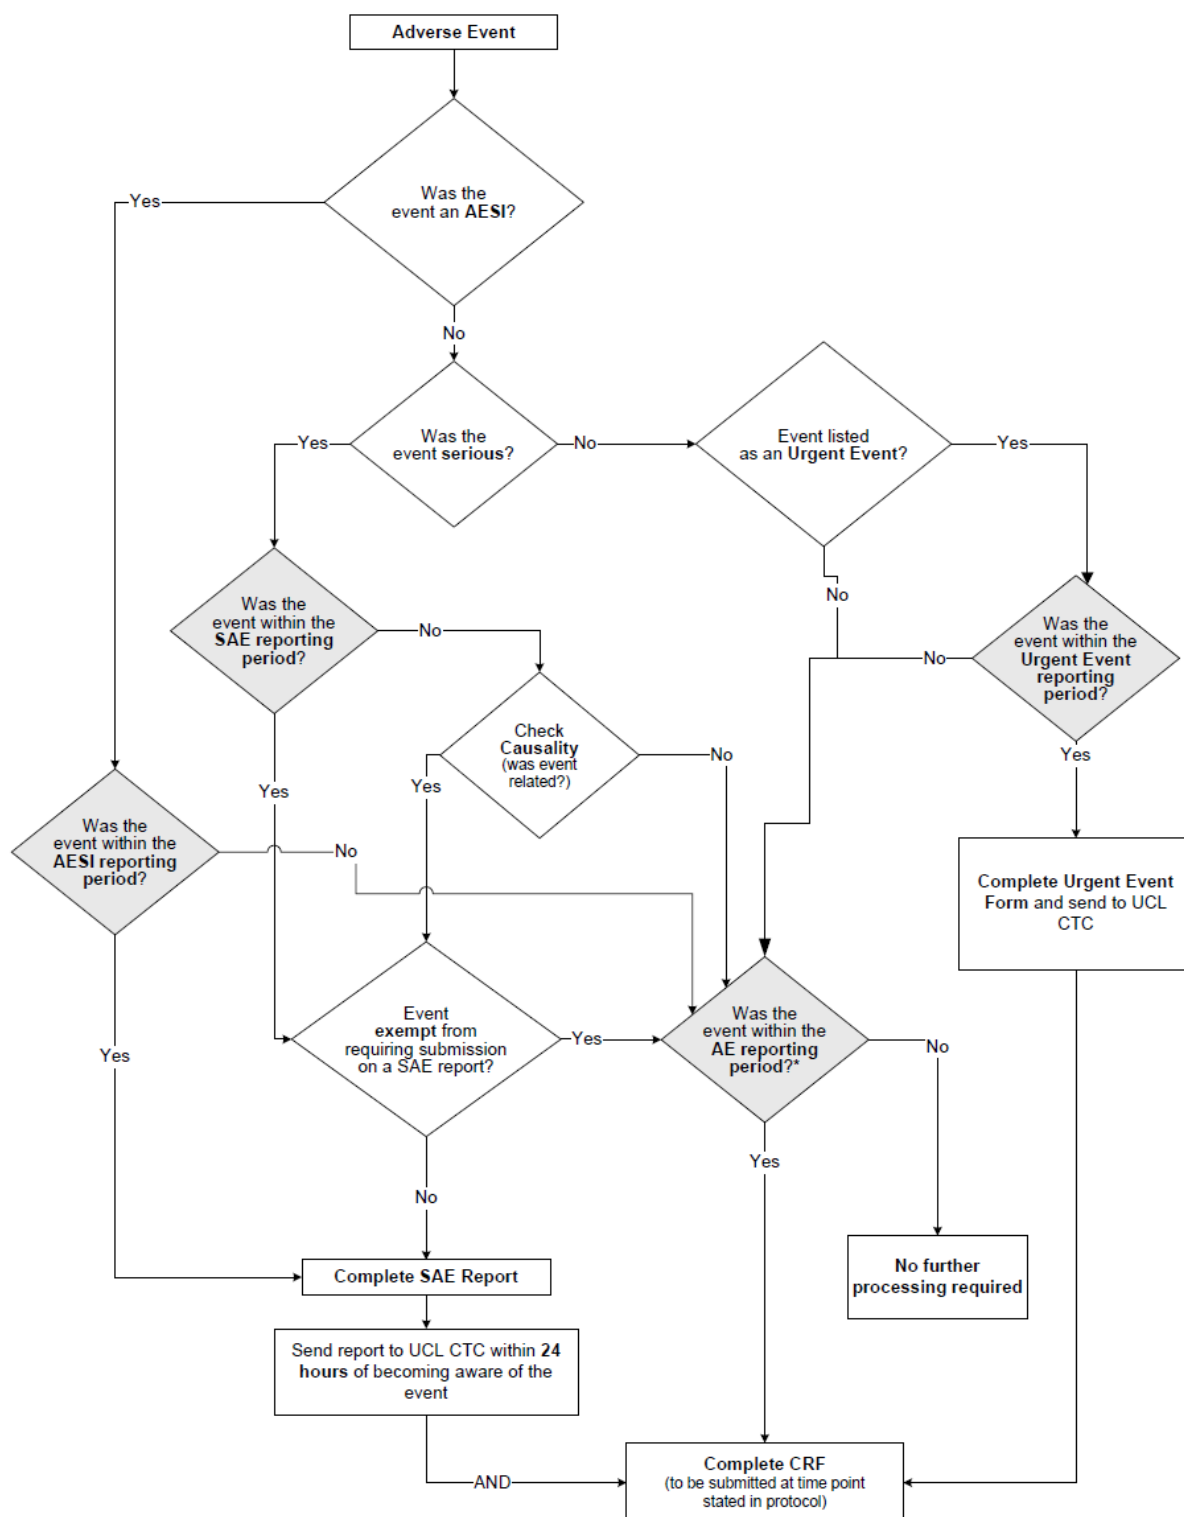 Adverse Event
Was the
event an AESI?
Yes
No
Was the
event serious?
Yes
No
Event listed
as an Urgent Event?
Yes
No
Was the
event within the
SAE reporting
period?
No
Yes
Was the
event within the
Urgent Event
reporting
period?
No
Yes
Check
Causality
(was event
related?)
Yes
No
Was the
event within the
AESI reporting
period?
No
Yes
Complete Urgent Event
Form and send to UCL
CTC
Event
exempt from
requiring submission
on a SAE report?
Yes
No
Was the
event within the
AE reporting
period?*
No
Yes
No further
processing required
Complete SAE Report
Send report to UCL CTC within 24
hours of becoming aware of the
event
AND
Complete CRF
(to be submitted at time point
stated in protocol)